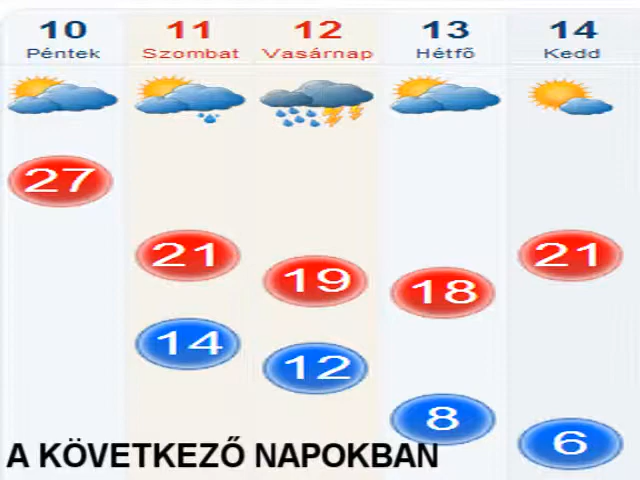 10 11 12 13 14
Péntek Szombat Vasárnap Hétfõ Kedd
27
21 19 18 21
14 12 8 6
A KÖVETKEZŐ NAPOKBAN